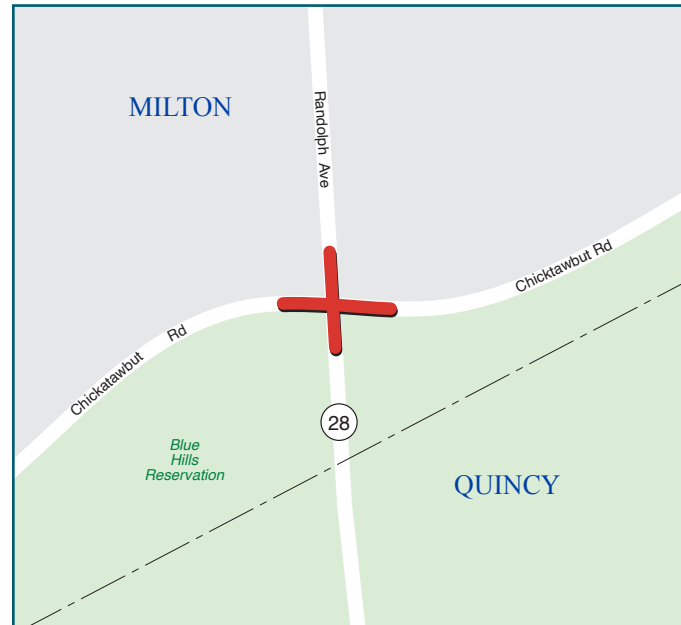 MILTON
Randolph Ave
Chicktawbut Rd
Chickatawbut Rd
28
Blue
Hills
Reservation
QUINCY